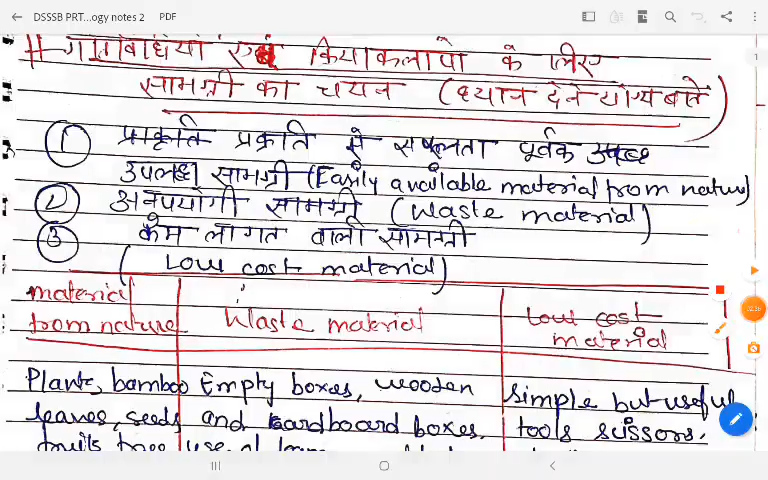 DSSSB PRT...ogy notes 2 PDF
# गतिविधियों एवं क्रियाकलापों के लिए
सामग्री का चयन (ध्यान देने योग्य बातें)
① प्राकृति प्रकृति से सफलता पूर्वक
उपलब्ध सामग्री (Easily available material from nature)
② अनुपयोगी सामग्री (Waste material)
③ कम लागत वाली सामग्री
(Low cost material)
material from nature | Waste material | Low cost material
Plants, bamboo | Empty boxes, wooden | Simple but useful
leaves, seeds | and cardboard boxes, | tools scissors,
fruits tree